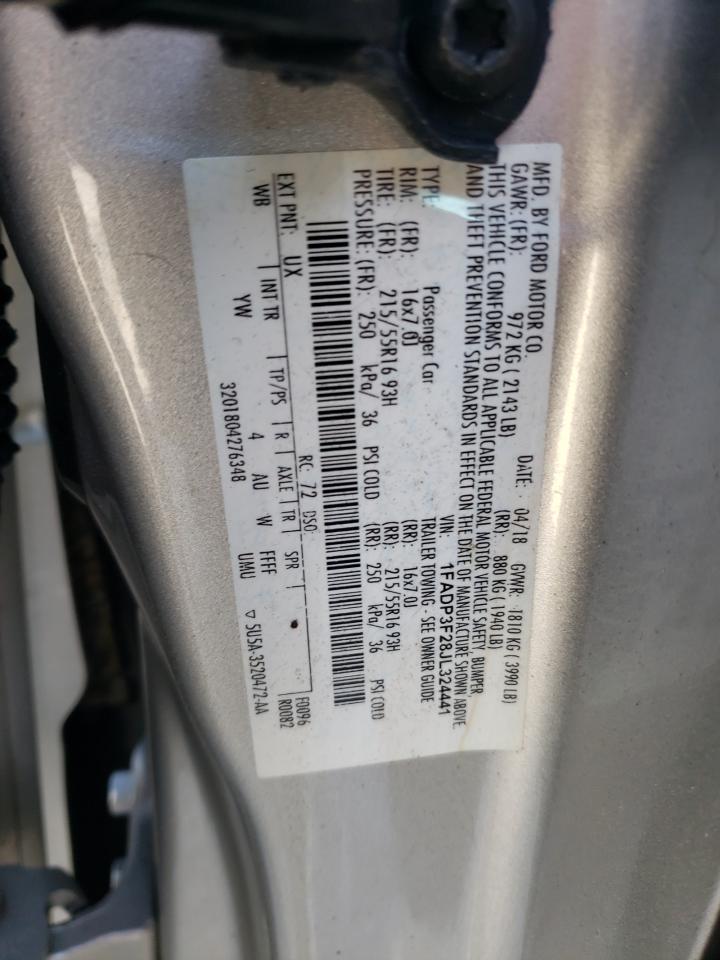 MFD. BY FORD MOTOR CO.
DATE: 04/18 GVWR: 1810 KG ( 3990 LB)
GAWR: (FR): 972 KG ( 2143 LB) (RR): 880 KG ( 1940 LB)
THIS VEHICLE CONFORMS TO ALL APPLICABLE FEDERAL MOTOR VEHICLE SAFETY, BUMPER,
AND THEFT PREVENTION STANDARDS IN EFFECT ON THE DATE OF MANUFACTURE SHOWN ABOVE.
VIN: 1FADP3F28JL324441
TYPE: Passenger Car TRAILER TOWING - SEE OWNER GUIDE
RIM: (FR): 16x7.0J (RR): 16x7.0J
TIRE: (FR): 215/55R16 93H (RR): 215/55R16 93H
PRESSURE: (FR): 250 kPa/ 36 PSI COLD (RR): 250 kPa/ 36 PSI COLD
EXT PNT: UX RC: 72 DSO: F0096
R0082
WB INT TR TP/PS R AXLE TR SPR
YW 4 AU W FFFF
UMU
3201804276348 ▽ 5U5A-3520472-AA